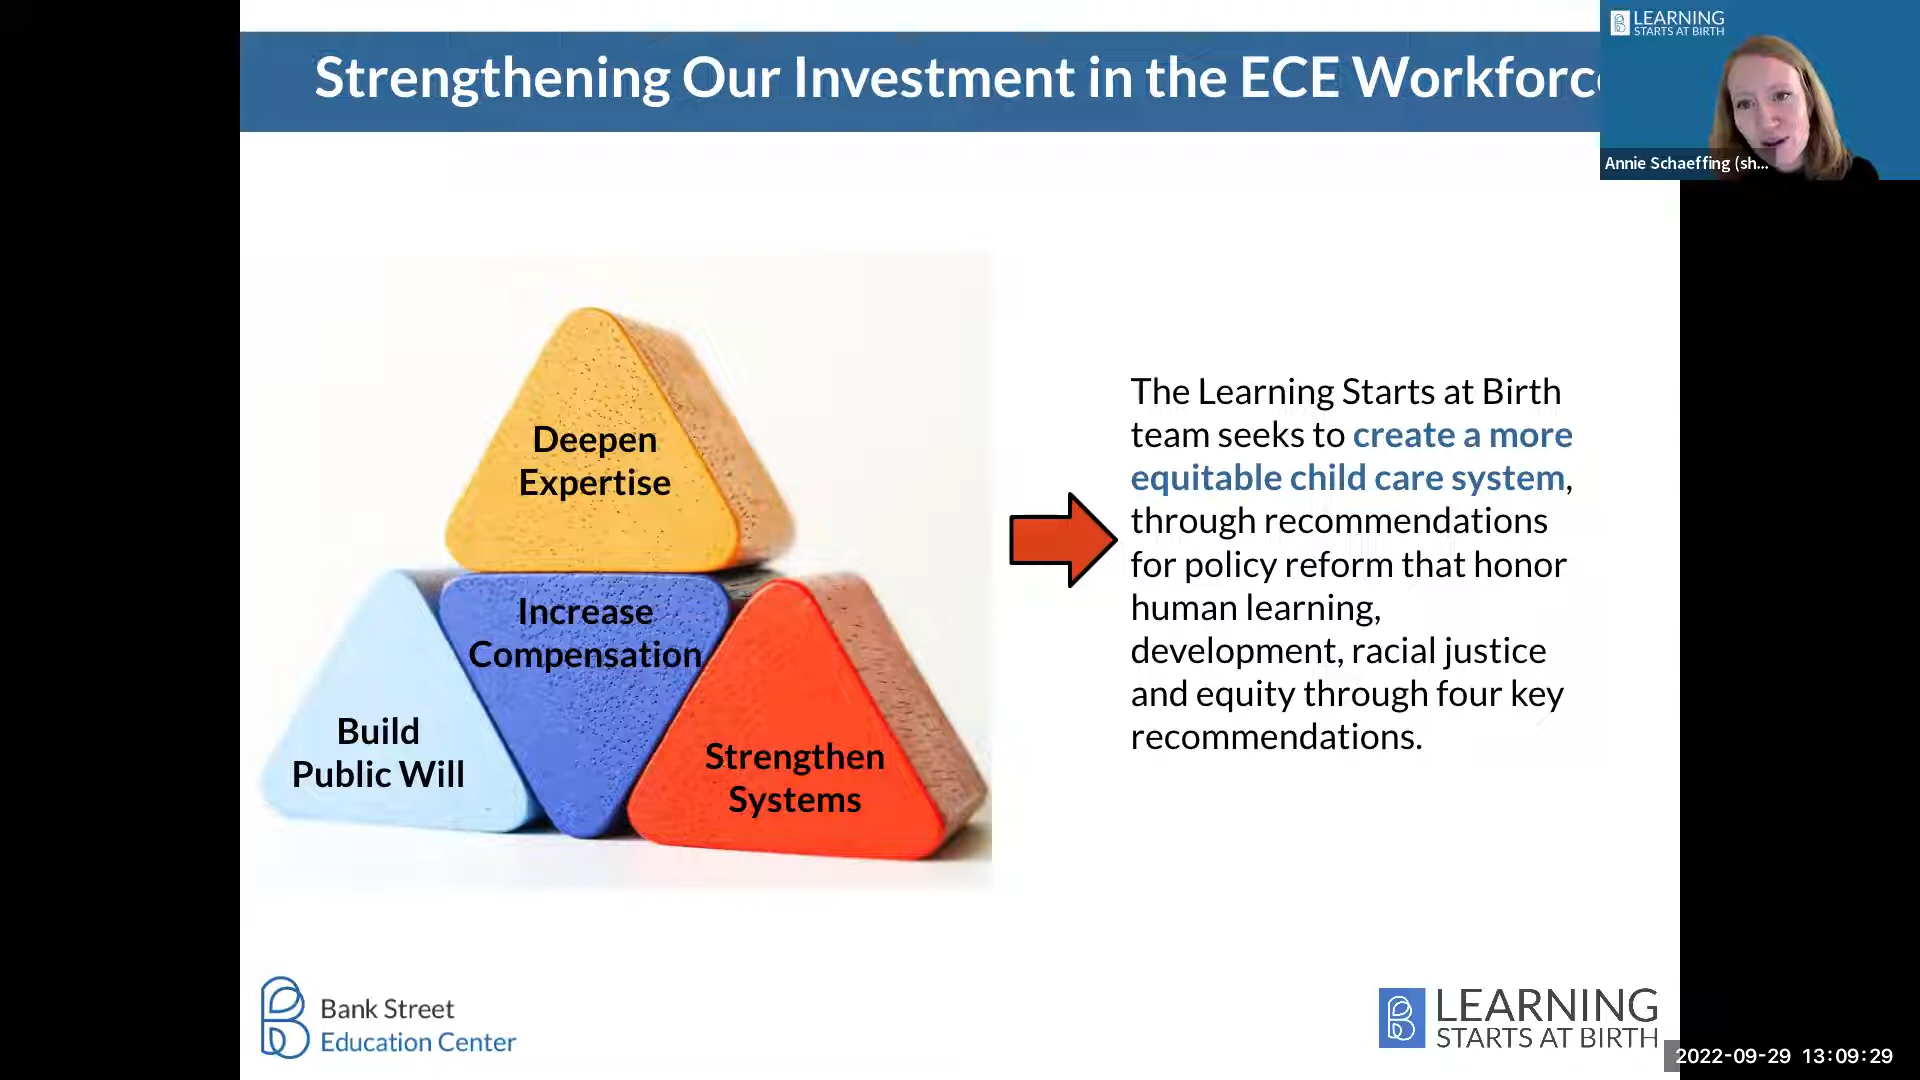 Strengthening Our Investment in the ECE Workforc
LEARNING
STARTS AT BIRTH
Annie Schaeffing (sh...
Deepen
Expertise
Increase
Compensation
Build
Public Will
Strengthen
Systems
The Learning Starts at Birth
team seeks to create a more
equitable child care system,
through recommendations
for policy reform that honor
human learning,
development, racial justice
and equity through four key
recommendations.
Bank Street
Education Center
LEARNING
STARTS AT BIRTH
2022-09-29 13:09:29